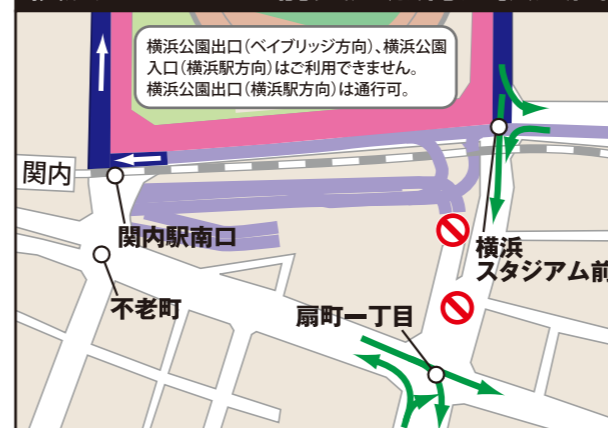 横浜公園出口(ベイブリッジ方向)、横浜公園
入口(横浜駅方向)はご利用できません。
横浜公園出口(横浜駅方向)は通行可。
関内
関内駅南口
横浜
スタジアム前
不老町
扇町一丁目